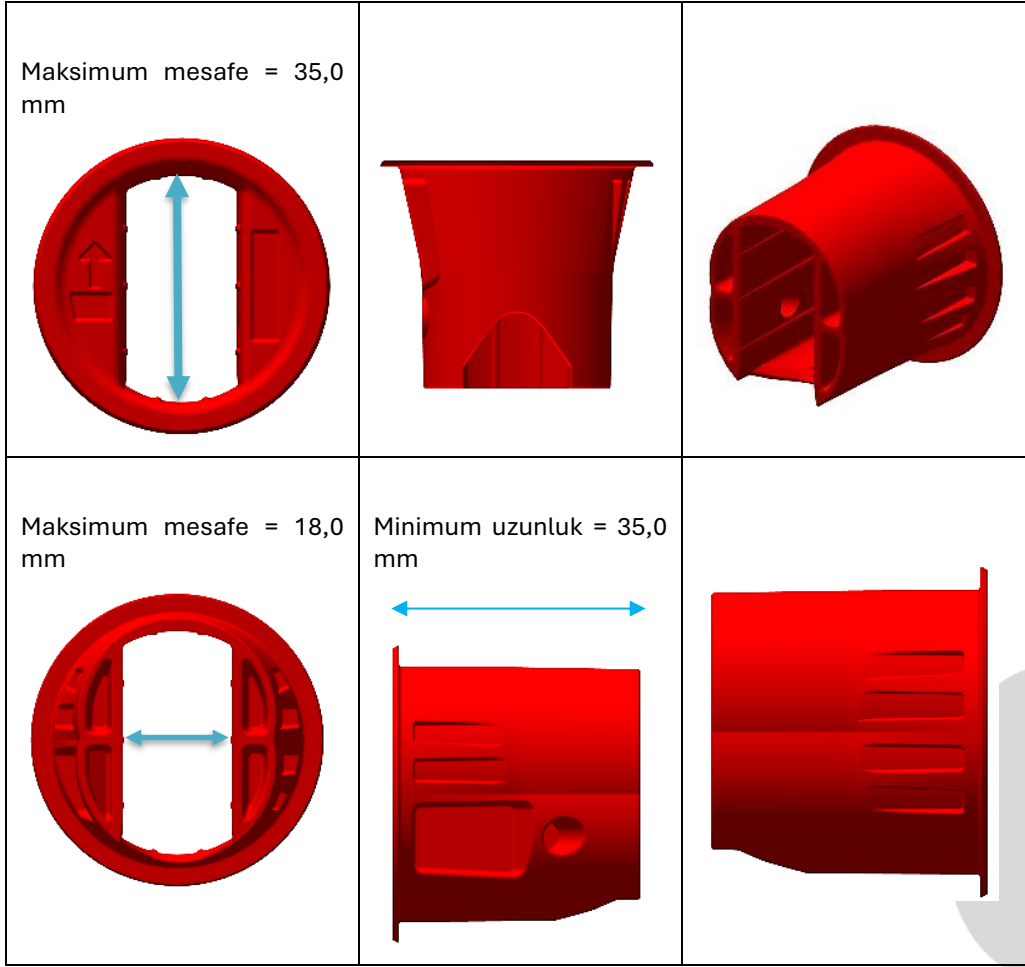 Maksimum mesafe = 35,0
mm
Maksimum mesafe = 18,0
mm
Minimum uzunluk = 35,0
mm